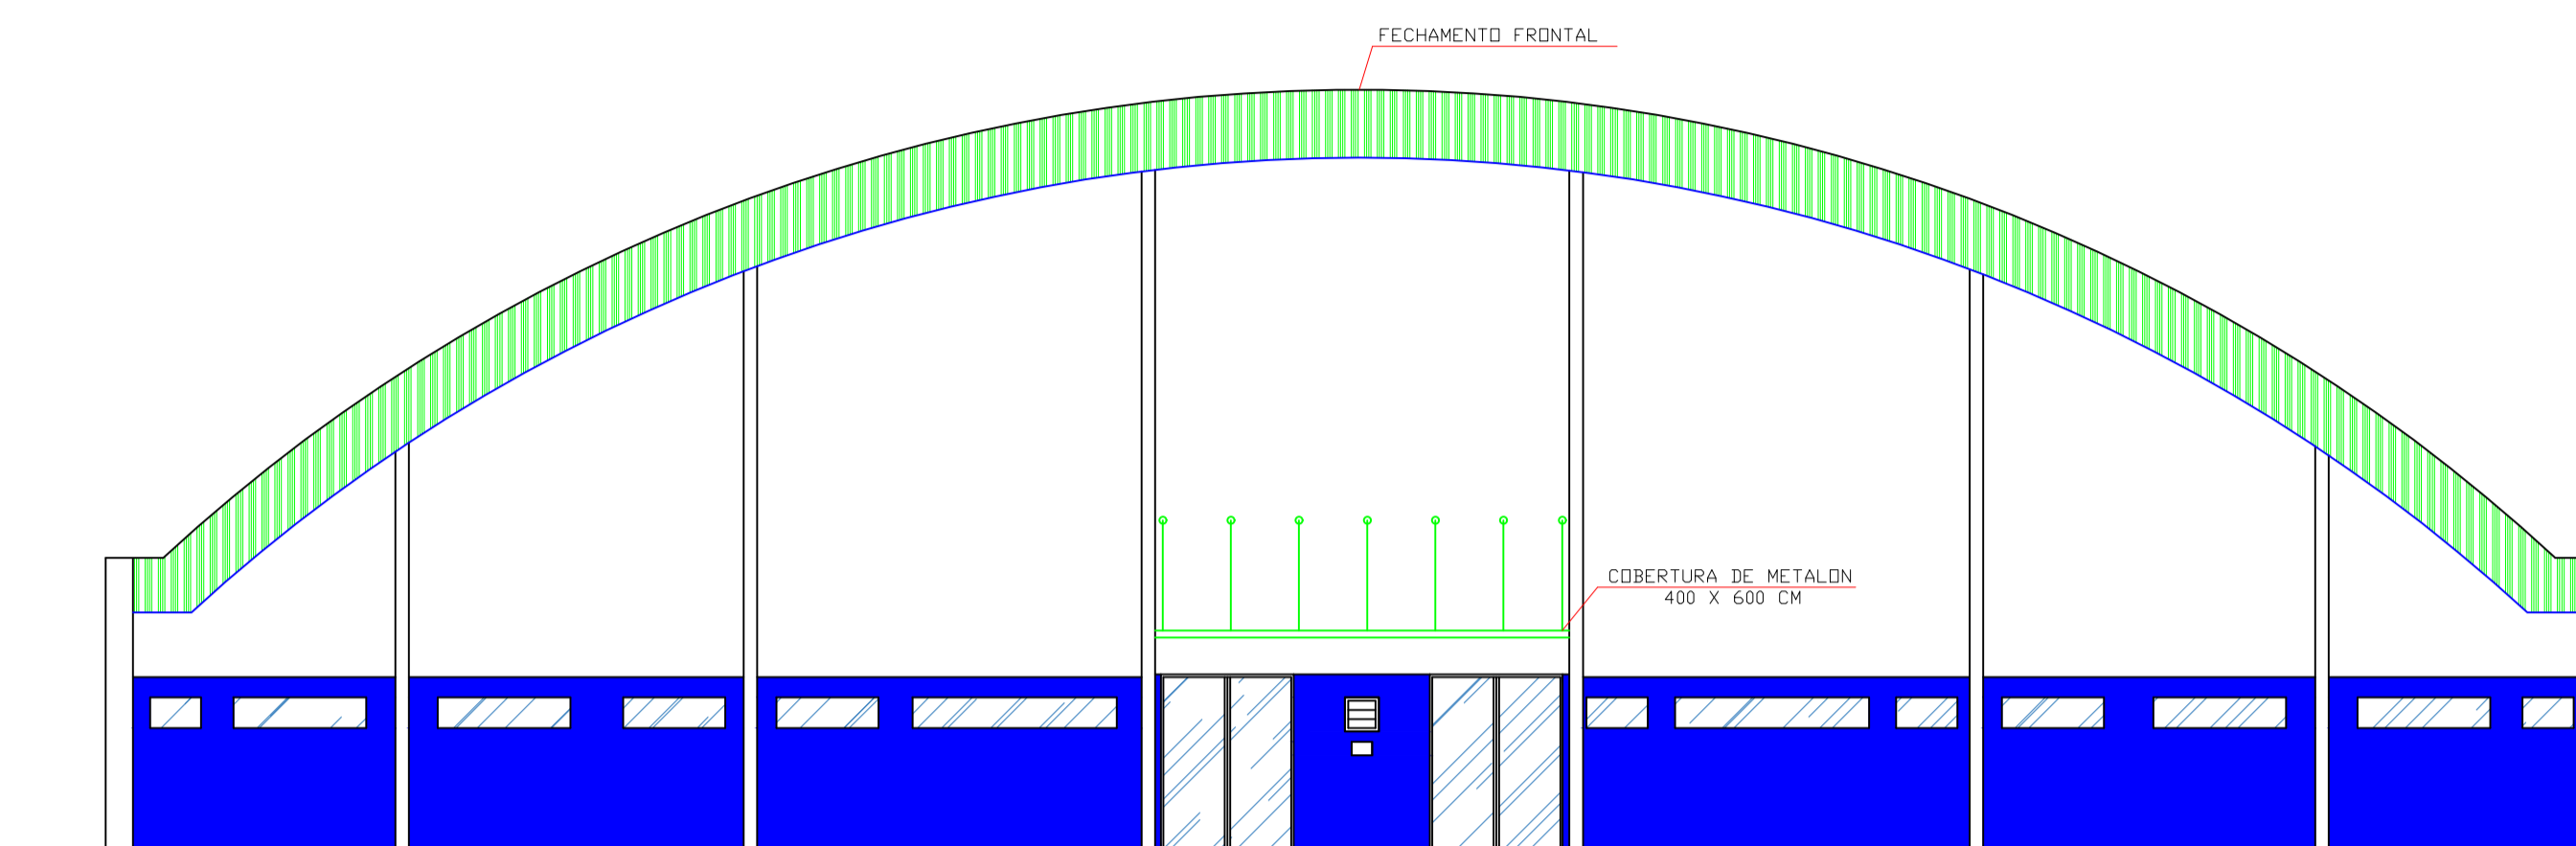 FECHAMENTO FRONTAL
COBERTURA DE METALON
400 X 600 CM